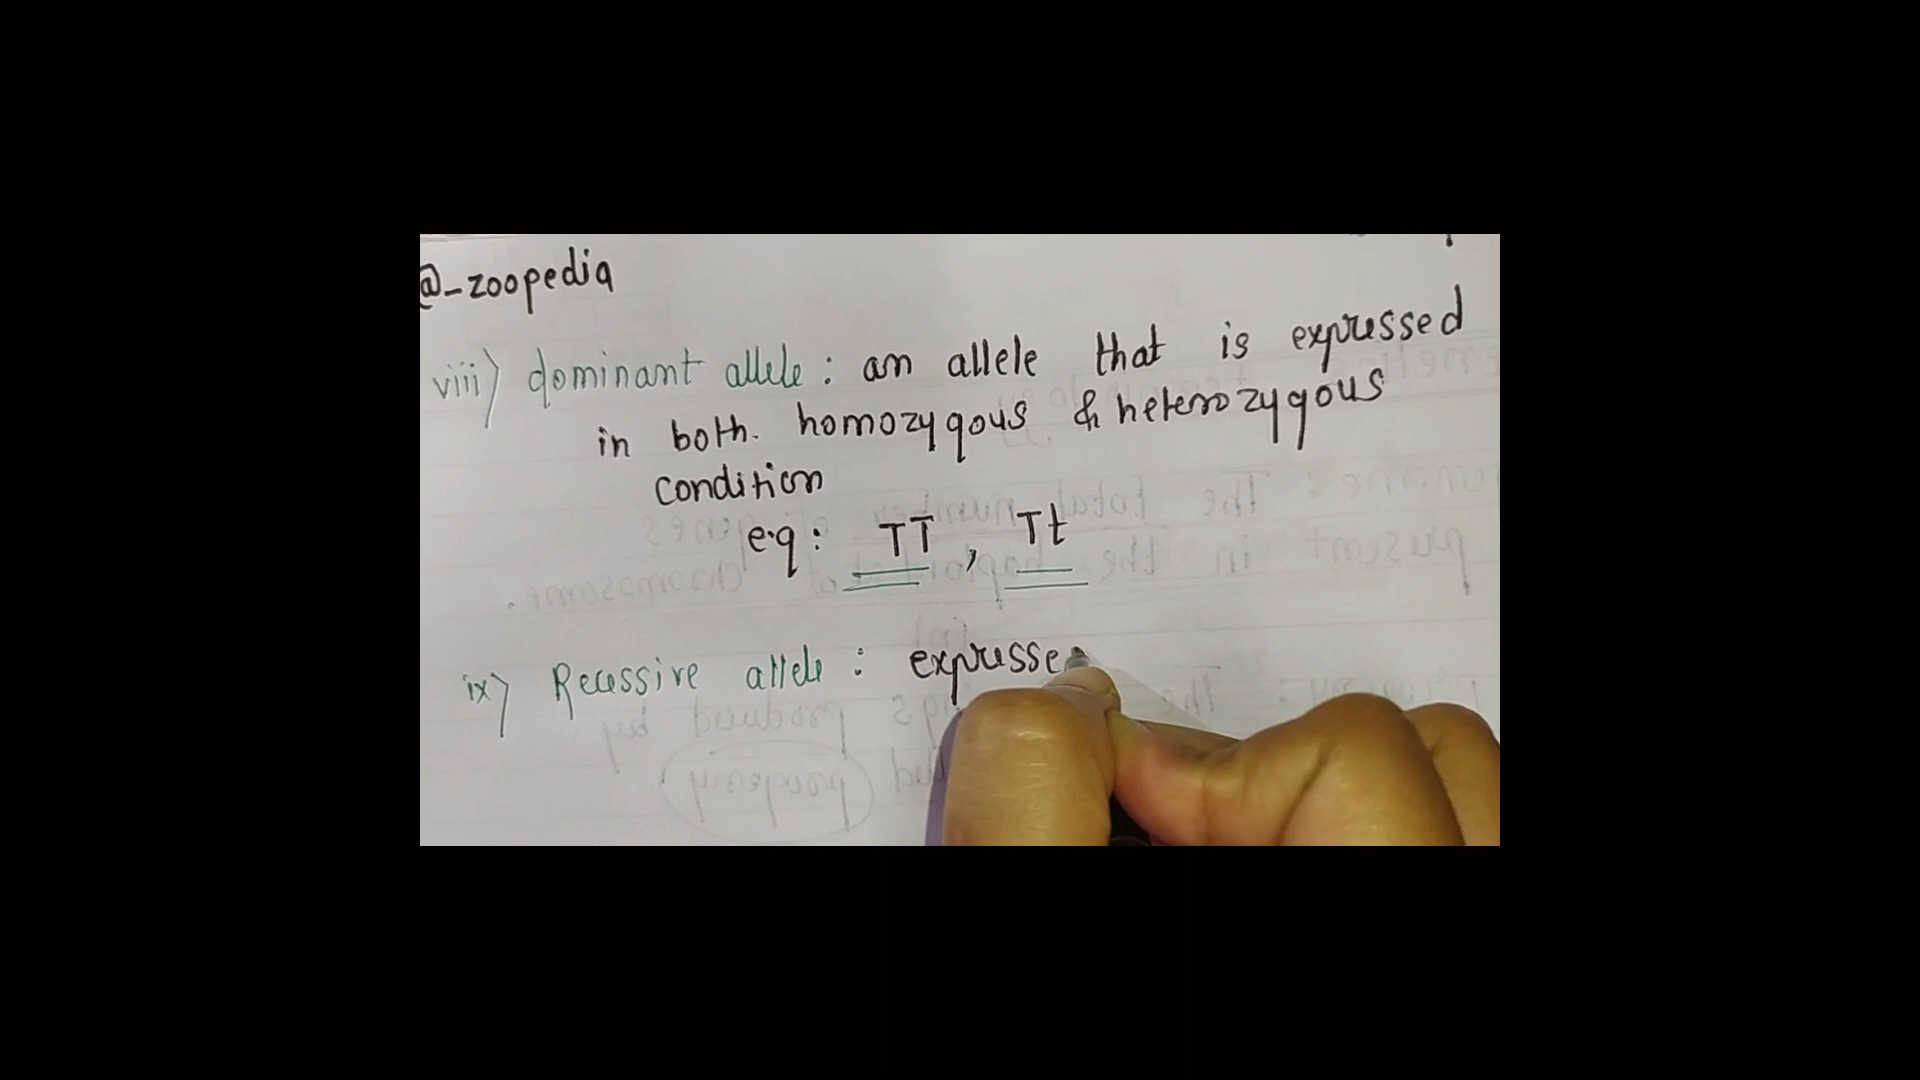 @_zoopedia
viii) dominant allele : an allele that is expressed
in both. homozygous & heterozygous
condition
e.g : TT , Tt
ix) Recessive allele : expresse